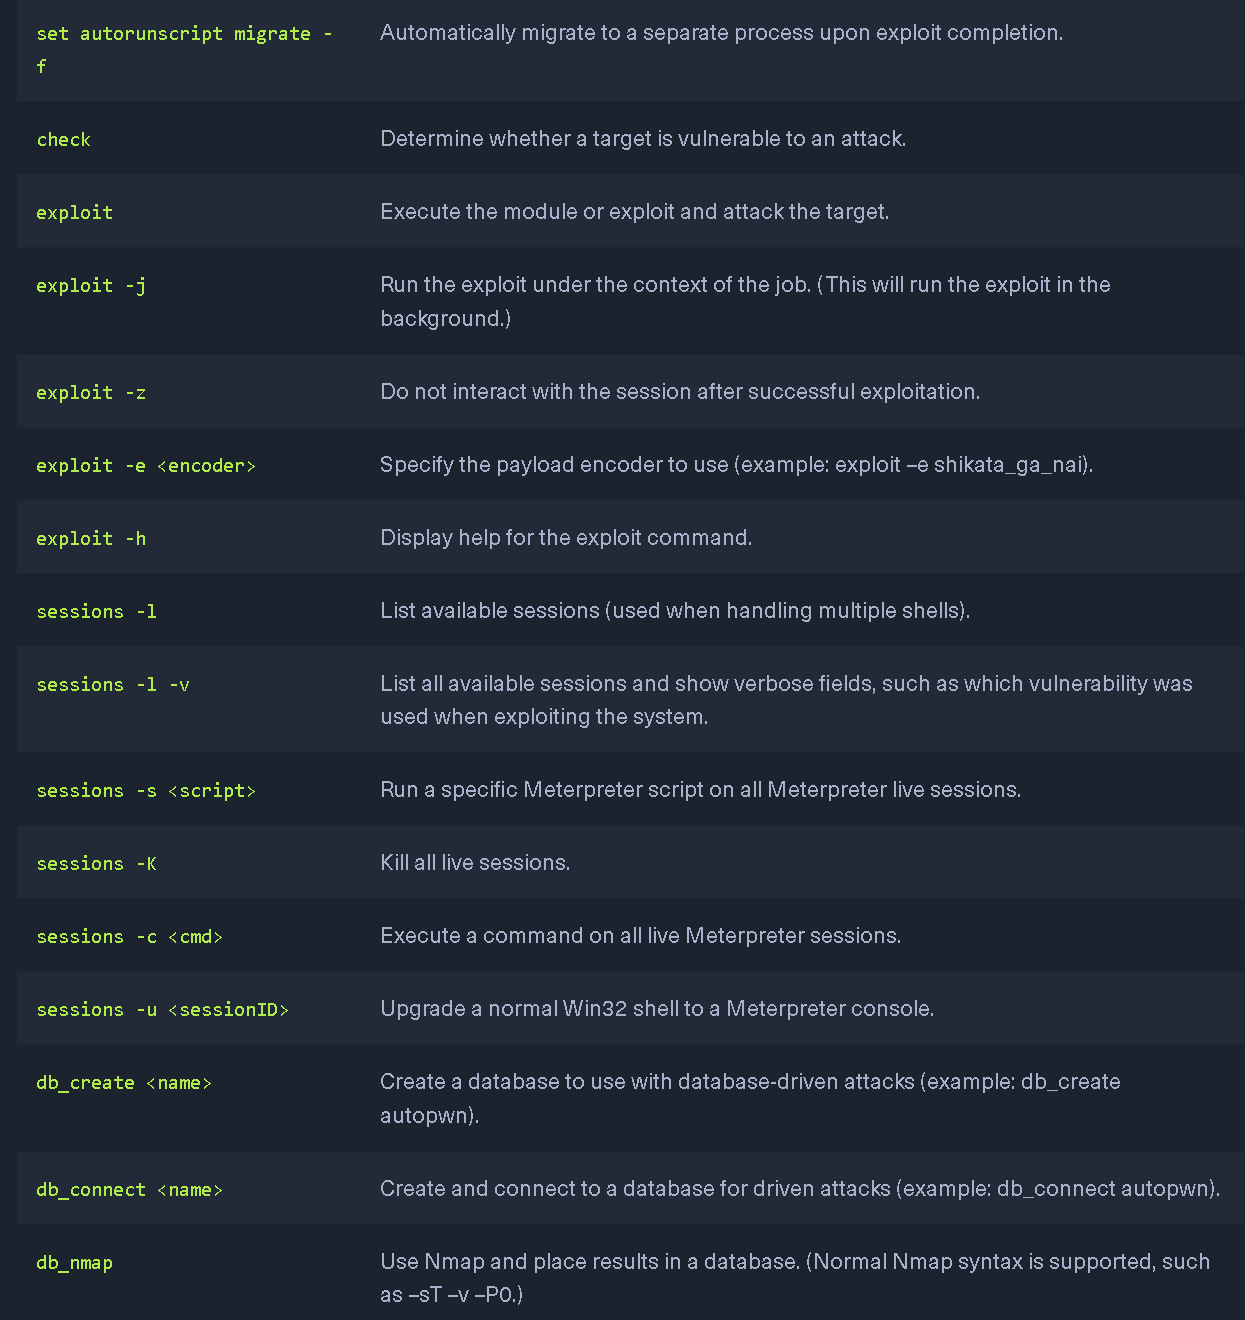 set autorunscript migrate - Automatically migrate to a separate process upon exploit completion.
f
check Determine whether a target is vulnerable to an attack.
exploit Execute the module or exploit and attack the target.
exploit -j Run the exploit under the context of the job. (This will run the exploit in the
background.)
exploit -z Do not interact with the session after successful exploitation.
exploit -e <encoder> Specify the payload encoder to use (example: exploit –e shikata_ga_nai).
exploit -h Display help for the exploit command.
sessions -l List available sessions (used when handling multiple shells).
sessions -l -v List all available sessions and show verbose fields, such as which vulnerability was
used when exploiting the system.
sessions -s <script> Run a specific Meterpreter script on all Meterpreter live sessions.
sessions -K Kill all live sessions.
sessions -c <cmd> Execute a command on all live Meterpreter sessions.
sessions -u <sessionID> Upgrade a normal Win32 shell to a Meterpreter console.
db_create <name> Create a database to use with database-driven attacks (example: db_create
autopwn).
db_connect <name> Create and connect to a database for driven attacks (example: db_connect autopwn).
db_nmap Use Nmap and place results in a database. (Normal Nmap syntax is supported, such
as –sT –v –P0.)